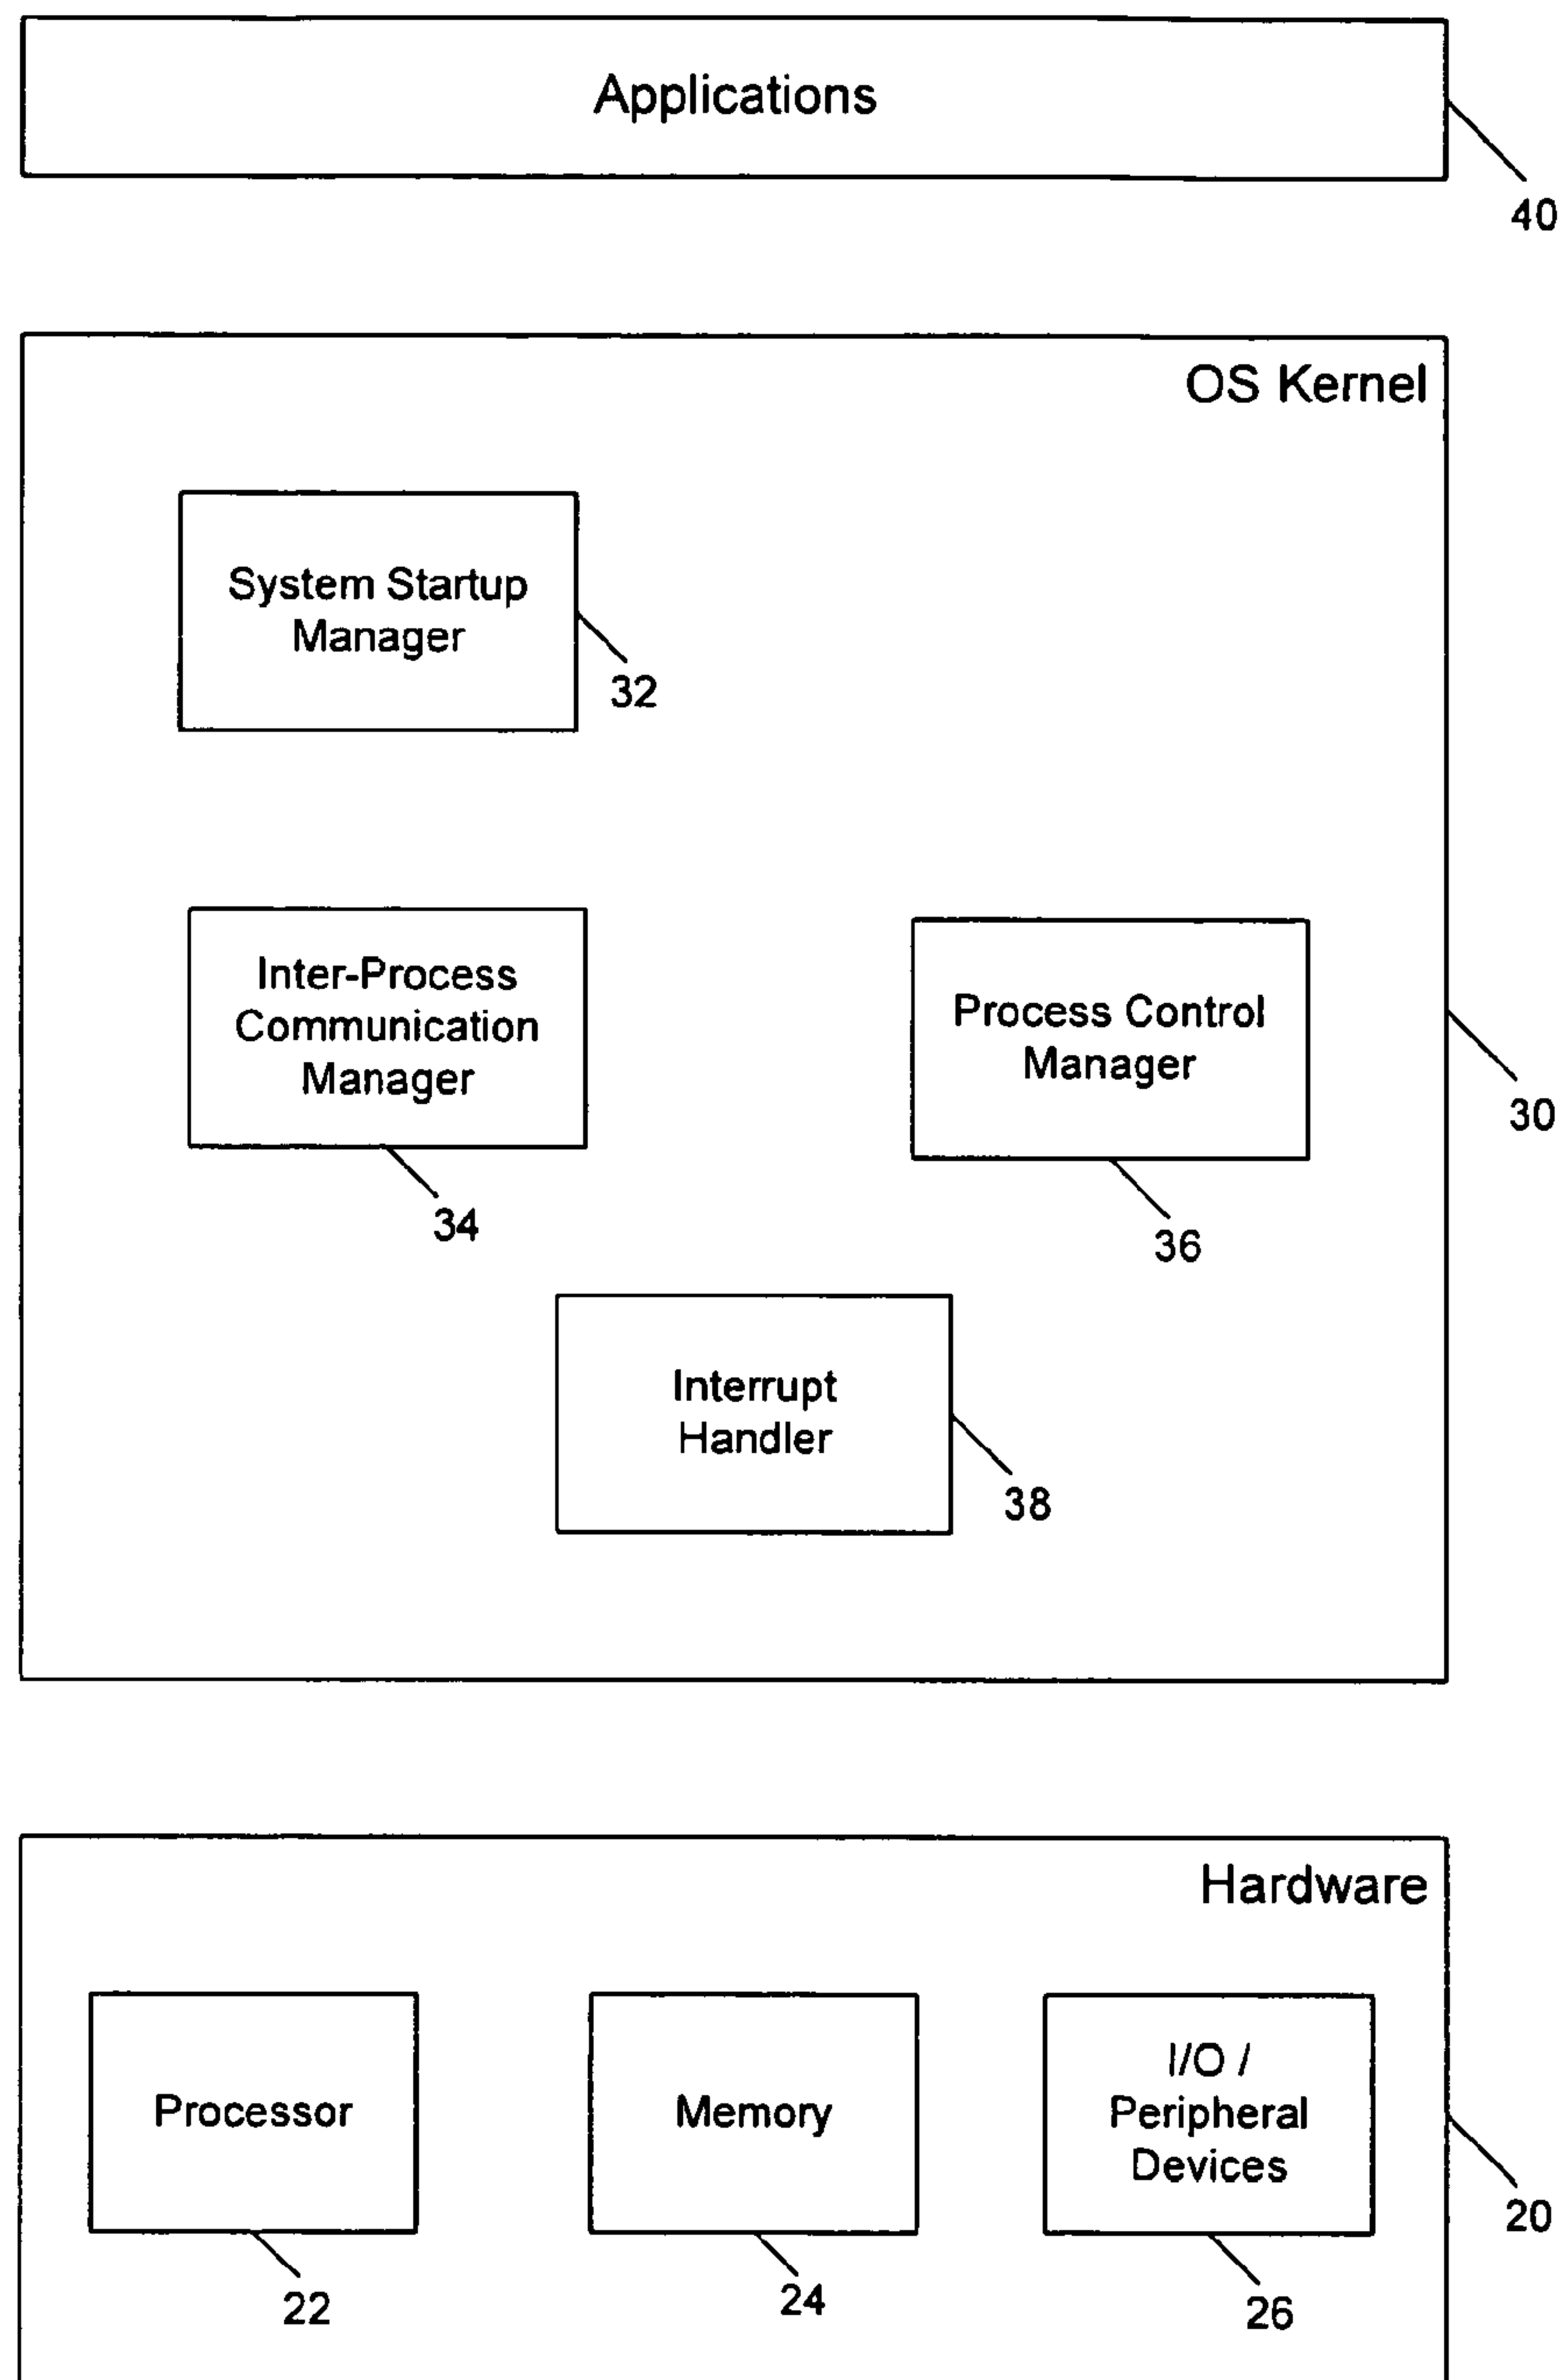 Applications
40
OS Kernel
System Startup
Manager
32
Inter-Process
Communication
Manager
34
Process Control
Manager
36
30
Interrupt
Handler
38
Hardware
Processor
22
Memory
24
I/O /
Peripheral
Devices
26
20